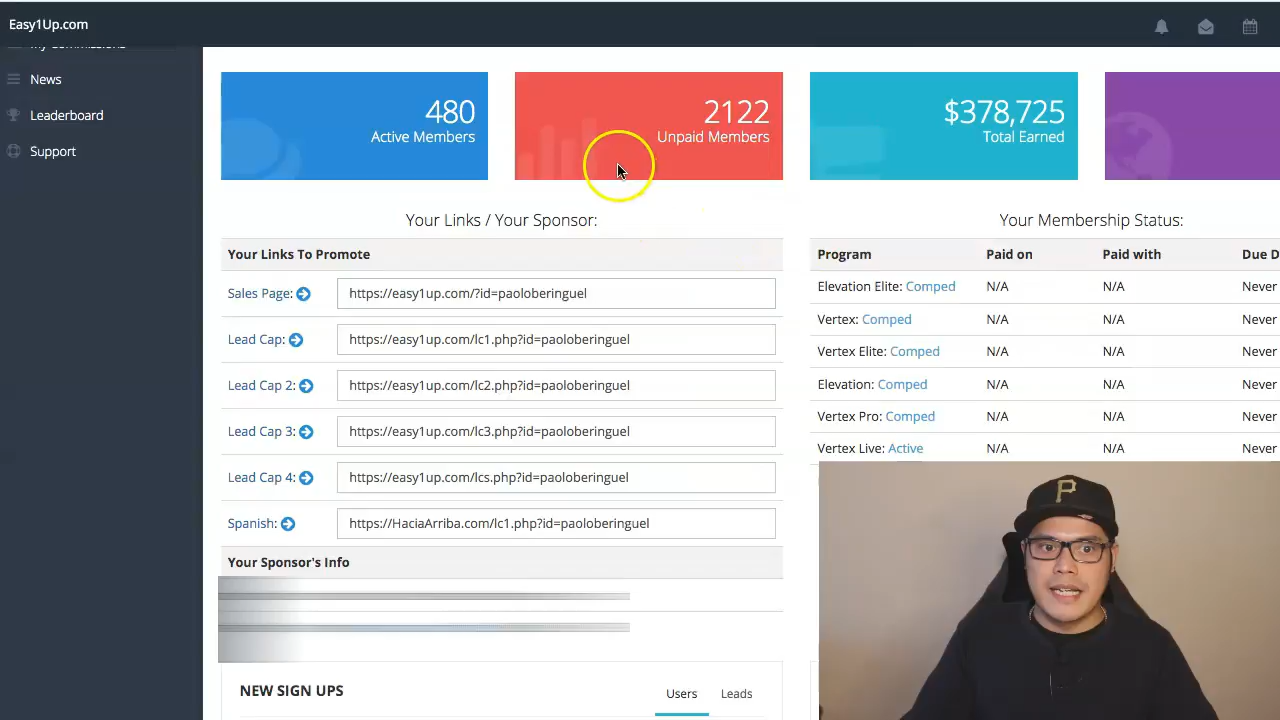 Easy1Up.com
My Commissions
News
Leaderboard
Support
480
Active Members
2122
Unpaid Members
$378,725
Total Earned
Your Links / Your Sponsor:
Your Links To Promote
Sales Page: https://easy1up.com/?id=paoloberinguel
Lead Cap: https://easy1up.com/lc1.php?id=paoloberinguel
Lead Cap 2: https://easy1up.com/lc2.php?id=paoloberinguel
Lead Cap 3: https://easy1up.com/lc3.php?id=paoloberinguel
Lead Cap 4: https://easy1up.com/lcs.php?id=paoloberinguel
Spanish: https://HaciaArriba.com/lc1.php?id=paoloberinguel
Your Sponsor's Info
NEW SIGN UPS
Users Leads
Your Membership Status:
Program Paid on Paid with Due D
Elevation Elite: Comped N/A N/A Never
Vertex: Comped N/A N/A Never
Vertex Elite: Comped N/A N/A Never
Elevation: Comped N/A N/A Never
Vertex Pro: Comped N/A N/A Never
Vertex Live: Active N/A N/A Never
P